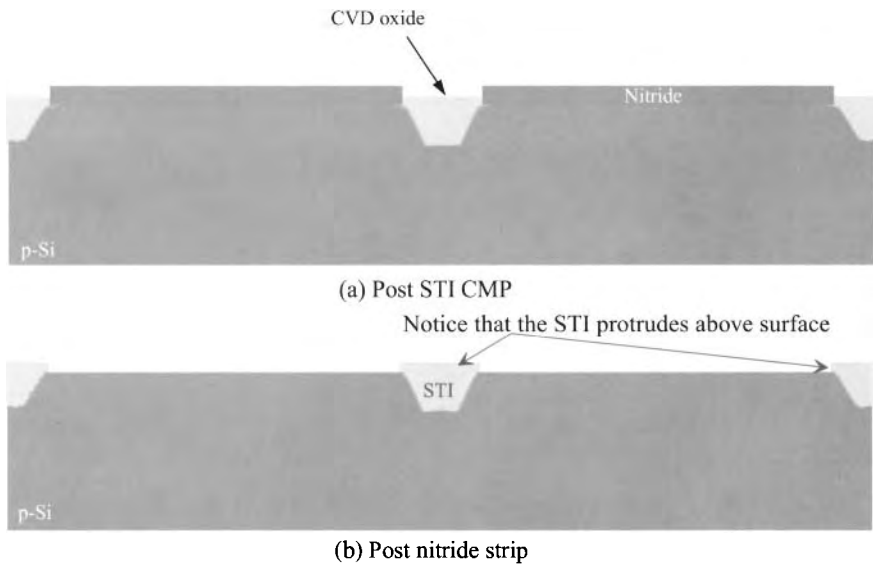 CVD oxide
Nitride
p-Si
(a) Post STI CMP
Notice that the STI protrudes above surface
STI
p-Si
(b) Post nitride strip